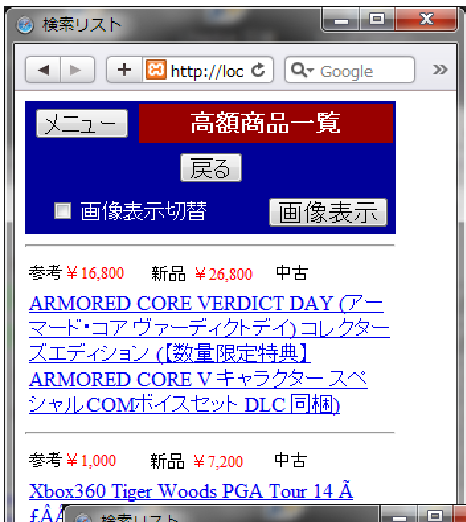 検索リスト
http://loc
Google
メニュー
高額商品一覧
戻る
画像表示切替
画像表示
参考￥16,800 新品 ￥26,800 中古
ARMORED CORE VERDICT DAY (アー
マード・コア ヴァーディクトデイ) コレクター
ズエディション (【数量限定特典】
ARMORED CORE V キャラクター スペ
シャルCOMボイスセット DLC 同梱)
参考￥1,000 新品 ￥7,200 中古
Xbox360 Tiger Woods PGA Tour 14 Ã
検索リスト